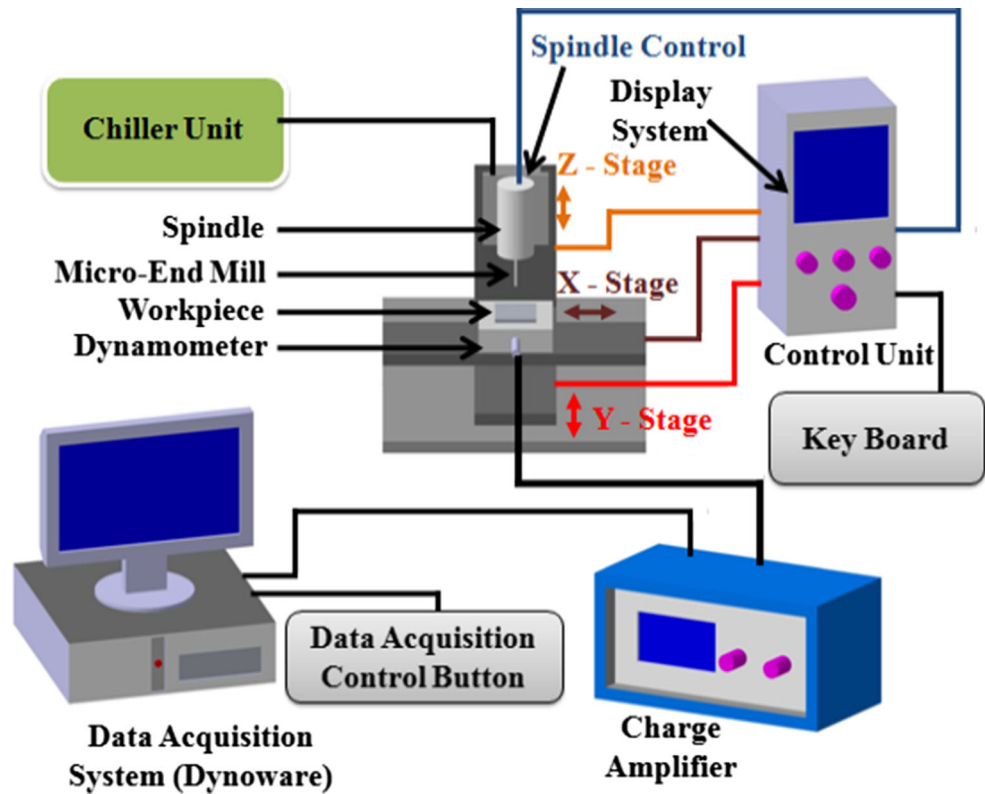 Spindle Control
Chiller Unit
Display
System
Z - Stage
Spindle
Micro-End Mill
X - Stage
Workpiece
Dynamometer
Control Unit
Y - Stage
Key Board
Data Acquisition
Control Button
Data Acquisition
System (Dynoware)
Charge
Amplifier